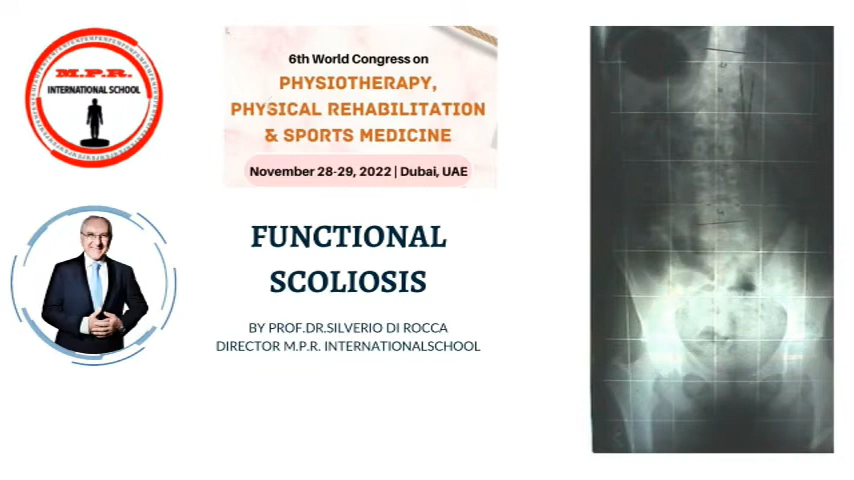 M.P.R.
INTERNATIONAL SCHOOL
6th World Congress on
PHYSIOTHERAPY,
PHYSICAL REHABILITATION
& SPORTS MEDICINE
November 28-29, 2022 | Dubai, UAE
FUNCTIONAL
SCOLIOSIS
BY PROF.DR.SILVERIO DI ROCCA
DIRECTOR M.P.R. INTERNATIONALSCHOOL